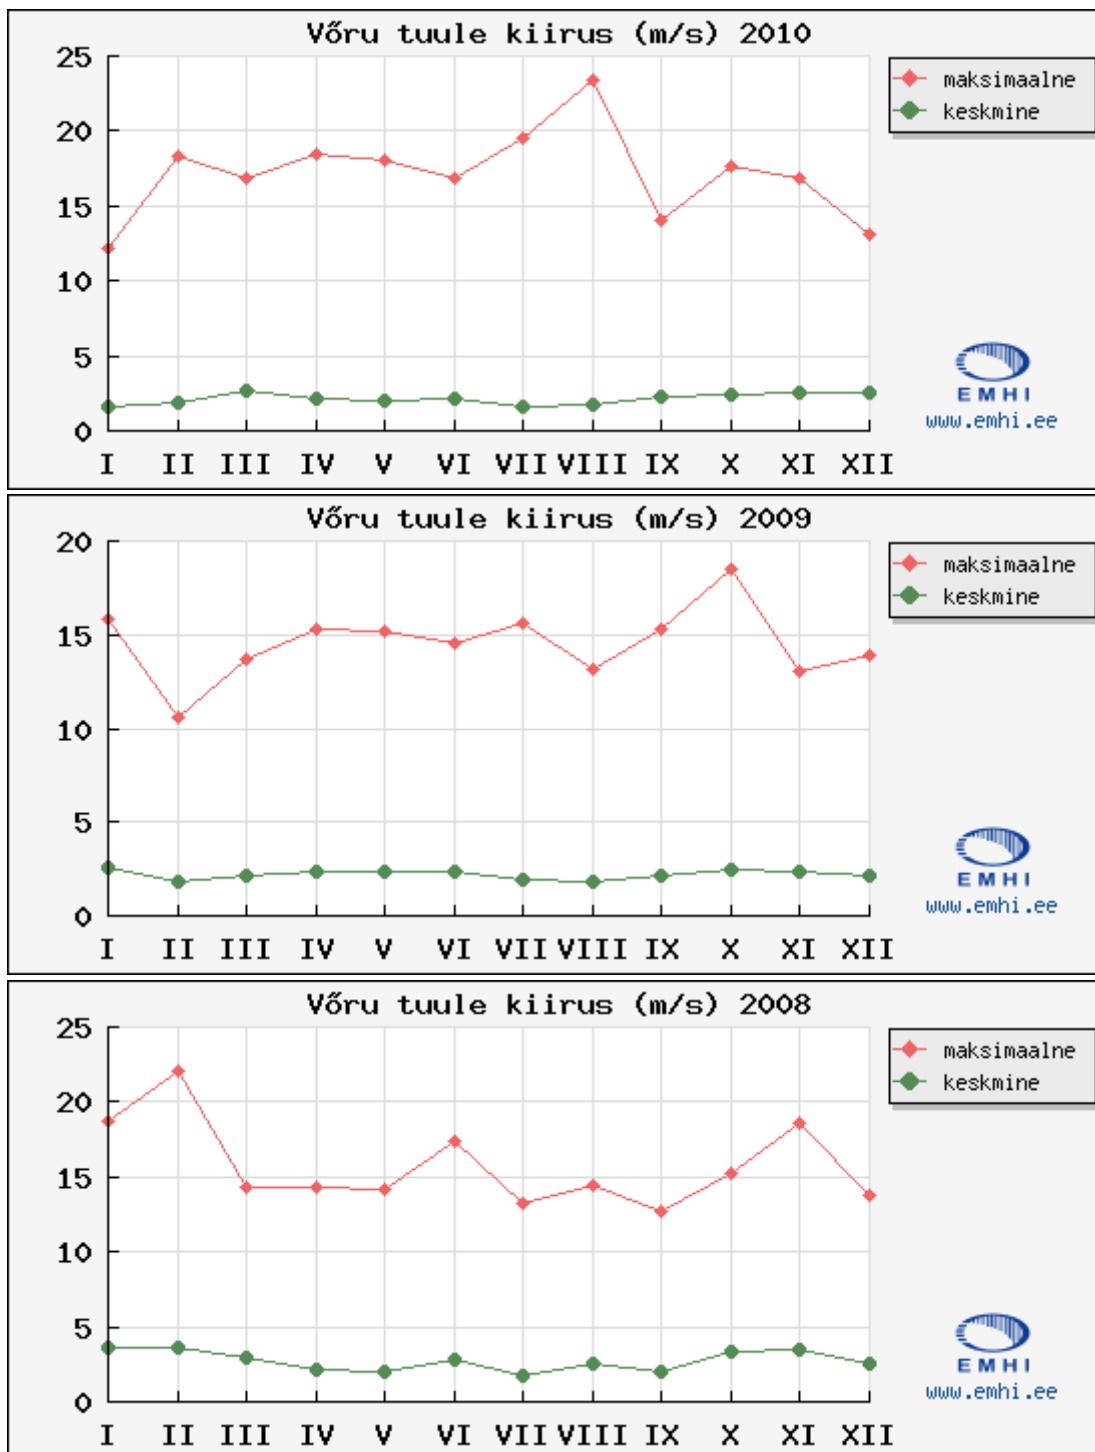 Võru tuule kiirus (m/s) 2010
maksimaalne
keskmine
25
20
15
10
5
0
I II III IV V VI VII VIII IX X XI XII
EMHI
www.emhi.ee
Võru tuule kiirus (m/s) 2009
maksimaalne
keskmine
20
15
10
5
0
I II III IV V VI VII VIII IX X XI XII
EMHI
www.emhi.ee
Võru tuule kiirus (m/s) 2008
maksimaalne
keskmine
25
20
15
10
5
0
I II III IV V VI VII VIII IX X XI XII
EMHI
www.emhi.ee